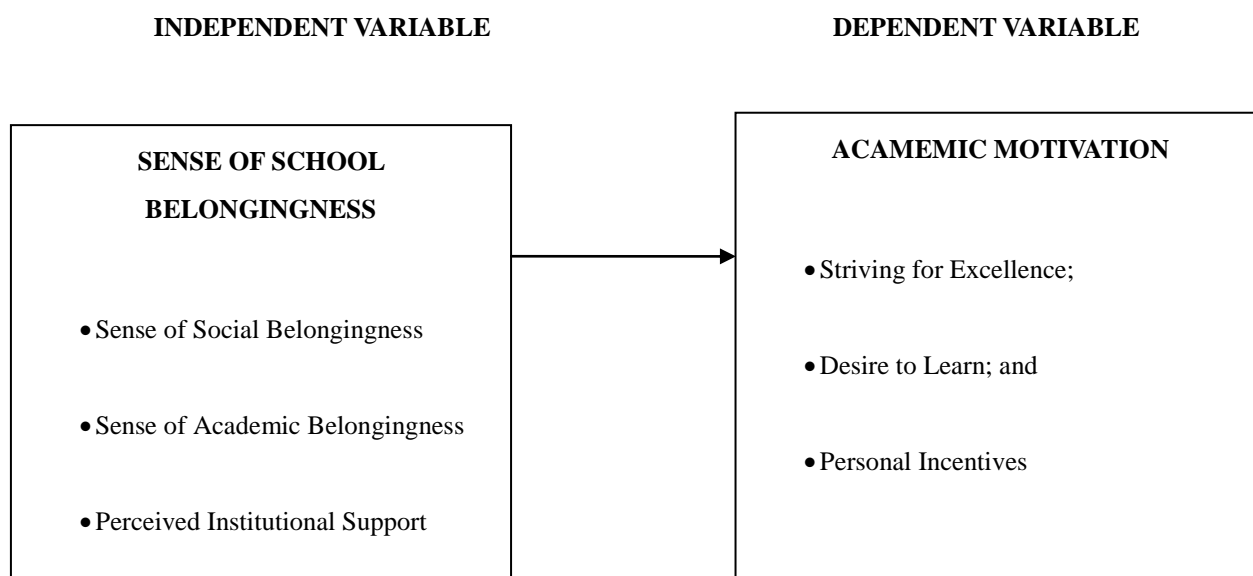 INDEPENDENT VARIABLE
DEPENDENT VARIABLE
SENSE OF SCHOOL
BELONGINGNESS
• Sense of Social Belongingness
• Sense of Academic Belongingness
• Perceived Institutional Support
ACAMEMIC MOTIVATION
• Striving for Excellence;
• Desire to Learn; and
• Personal Incentives